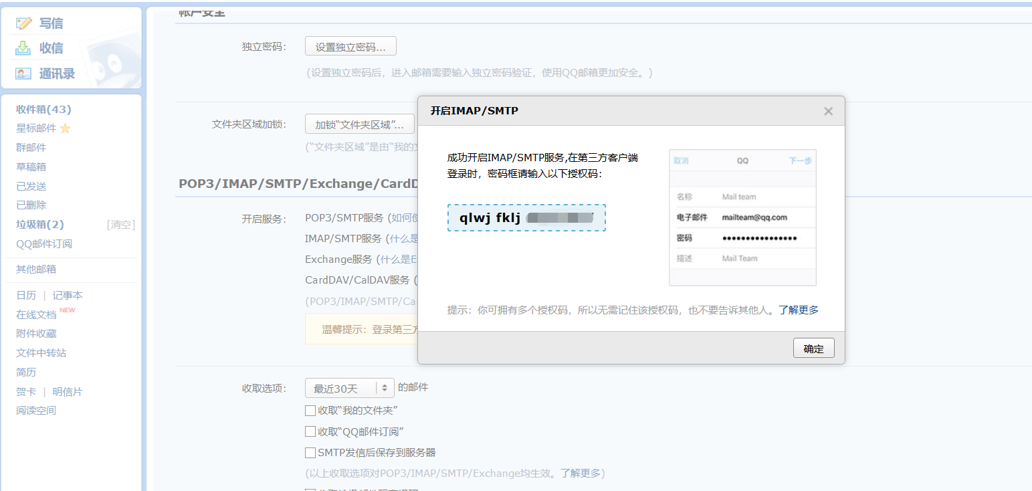 写信
收信
通讯录
收件箱(43)
星标邮件
群邮件
草稿箱
已发送
已删除
垃圾箱(2) [清空]
QQ邮件订阅
其他邮箱
日历 | 记事本
在线文档 NEW
附件收藏
文件中转站
简历
贺卡 | 明信片
阅读空间
帐户安全
独立密码: 设置独立密码...
(设置独立密码后，进入邮箱需要输入独立密码验证，使用QQ邮箱更加安全。)
文件夹区域加锁: 加锁“文件夹区域”...
(“文件夹区域”是由“我的文
POP3/IMAP/SMTP/Exchange/CardD
开启服务: POP3/SMTP服务 (如何使
IMAP/SMTP服务 (什么是
Exchange服务 (什么是E
CardDAV/CalDAV服务 (
(POP3/IMAP/SMTP/Ca
温馨提示: 登录第三方
收取选项: 最近30天 的邮件
收取“我的文件夹”
收取“QQ邮件订阅”
SMTP发信后保存到服务器
(以上收取选项对POP3/IMAP/SMTP/Exchange均生效。了解更多)
开启IMAP/SMTP
成功开启IMAP/SMTP服务,在第三方客户端
登录时，密码框请输入以下授权码：
qlwj fklj
取消 QQ 下一步
名称 Mail team
电子邮件 mailteam@qq.com
密码 ••••••••••••••••
描述 Mail Team
提示：你可拥有多个授权码，所以无需记住该授权码，也不要告诉其他人。了解更多
确定